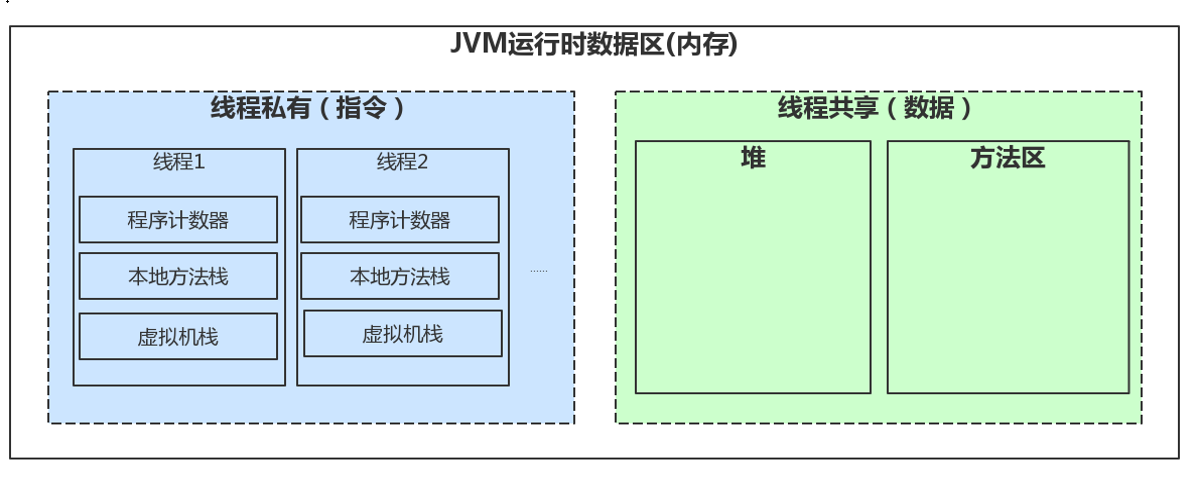 JVM运行时数据区(内存)
线程私有（指令）
线程1
程序计数器
本地方法栈
虚拟机栈
线程2
程序计数器
本地方法栈
虚拟机栈
......
线程共享（数据）
堆
方法区